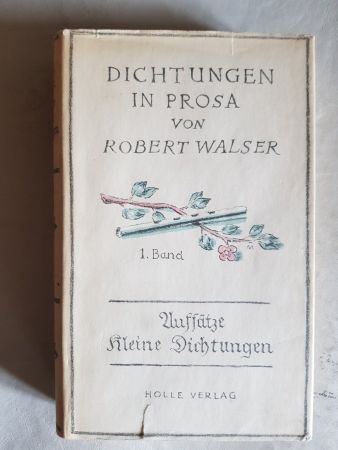 DICHTUNGEN
IN PROSA
VON
ROBERT WALSER
1. Band
Aufsätze
Kleine Dichtungen
HOLLE VERLAG